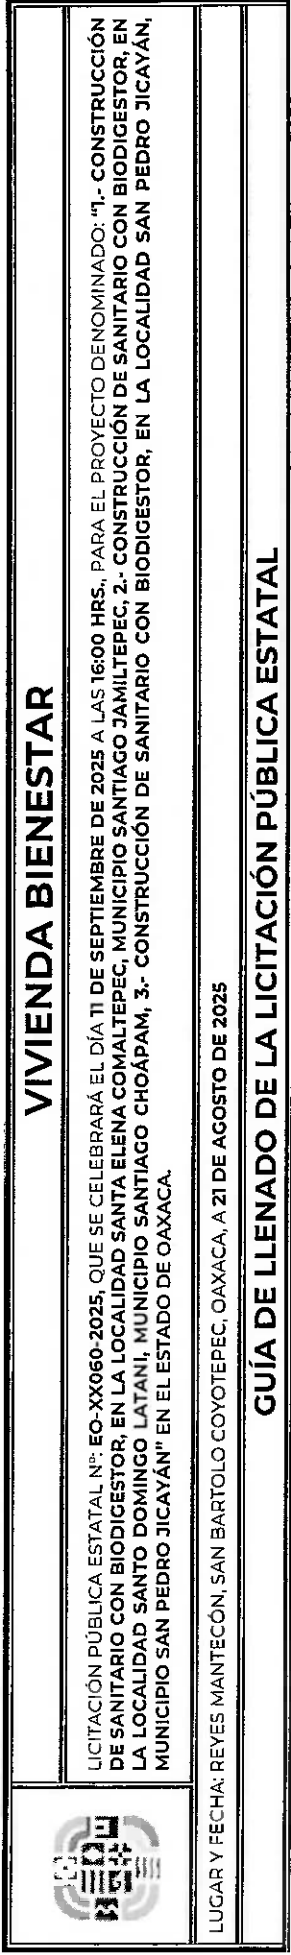 VIVIENDA BIENESTAR
LICITACIÓN PÚBLICA ESTATAL Nº: EO-XX060-2025, QUE SE CELEBRARÁ EL DÍA 11 DE SEPTIEMBRE DE 2025 A LAS 16:00 HRS., PARA EL PROYECTO DENOMINADO: "1.- CONSTRUCCIÓN
DE SANITARIO CON BIODIGESTOR, EN LA LOCALIDAD SANTA ELENA COMALTEPEC, MUNICIPIO SANTIAGO JAMILTEPEC, 2.- CONSTRUCCIÓN DE SANITARIO CON BIODIGESTOR, EN
LA LOCALIDAD SANTO DOMINGO LATANI, MUNICIPIO SANTIAGO CHOÁPAM, 3.- CONSTRUCCIÓN DE SANITARIO CON BIODIGESTOR, EN LA LOCALIDAD SAN PEDRO JICAYÁN,
MUNICIPIO SAN PEDRO JICAYÁN" EN EL ESTADO DE OAXACA.
LUGAR Y FECHA: REYES MANTECÓN, SAN BARTOLO COYOTEPEC, OAXACA, A 21 DE AGOSTO DE 2025
GUÍA DE LLENADO DE LA LICITACIÓN PÚBLICA ESTATAL